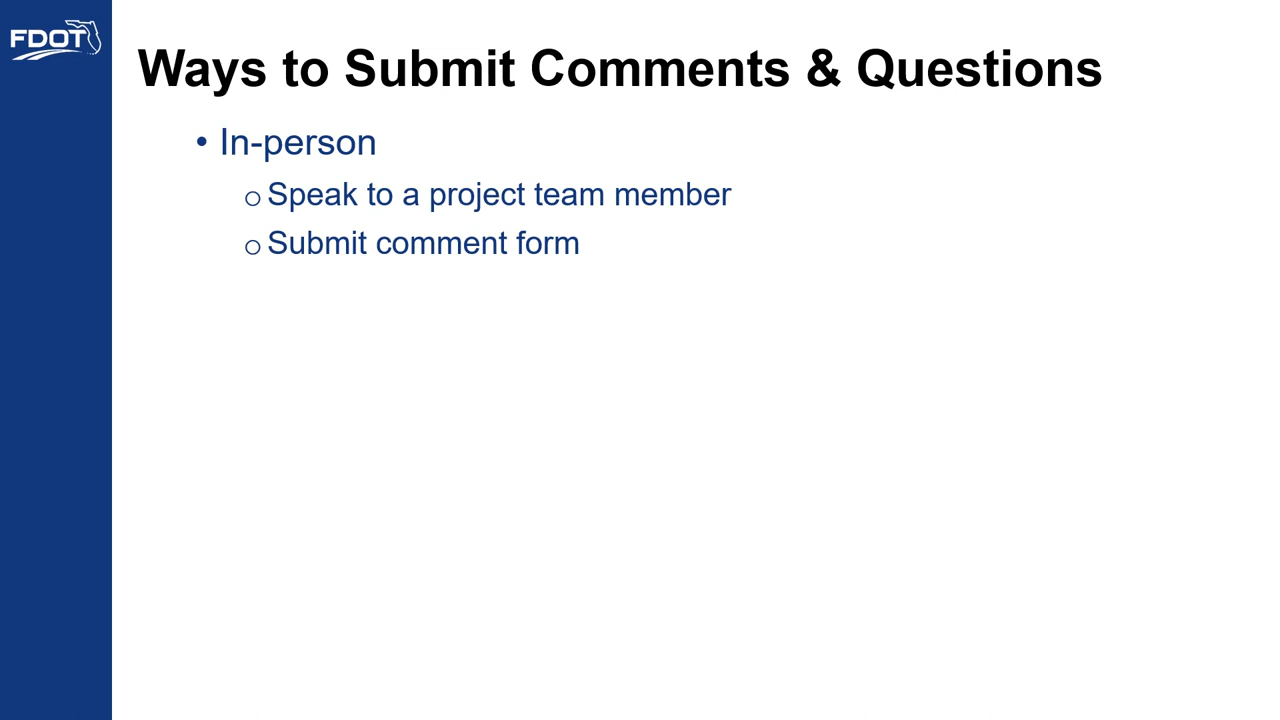 FDOT
Ways to Submit Comments & Questions
• In-person
o Speak to a project team member
o Submit comment form